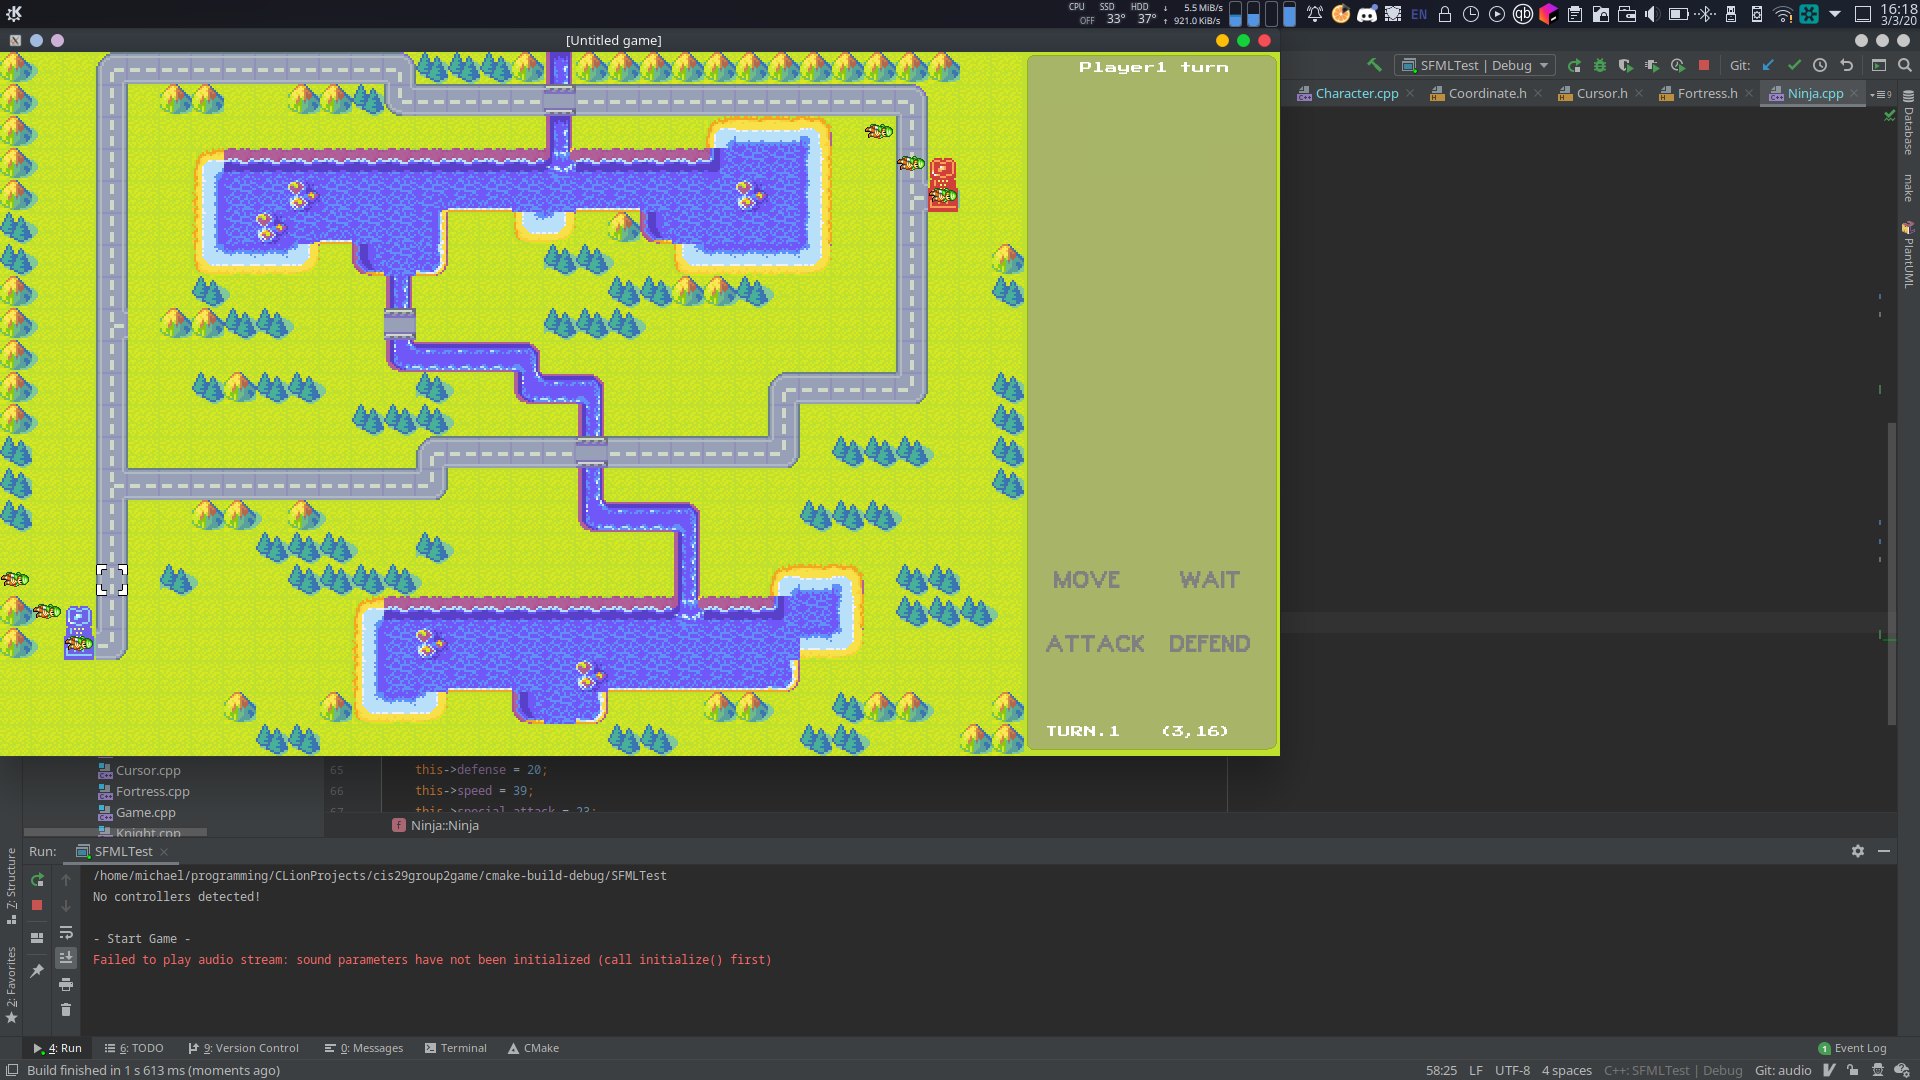 CPU SSD HDD 5.5 MiB/s
OFF 33° 37° 921.0 KiB/s
EN
16:18
3/3/20
[Untitled game]
SFMLTest | Debug
Git:
Character.cpp
Coordinate.h
Cursor.h
Fortress.h
Ninja.cpp
Database
make
PlantUML
Player1 turn
MOVE WAIT
ATTACK DEFEND
TURN.1 (3,16)
Cursor.cpp
Fortress.cpp
Game.cpp
Knight.cpp
65 this->defense = 20;
66 this->speed = 39;
67 this->special_attack = 23;
Ninja::Ninja
Run: SFMLTest
/home/michael/programming/CLionProjects/cis29group2game/cmake-build-debug/SFMLTest
No controllers detected!
- Start Game -
Failed to play audio stream: sound parameters have not been initialized (call initialize() first)
7: Structure
2: Favorites
4: Run
6: TODO
9: Version Control
0: Messages
Terminal
CMake
1 Event Log
Build finished in 1 s 613 ms (moments ago)
58:25 LF UTF-8 4 spaces C++: SFMLTest | Debug Git: audio